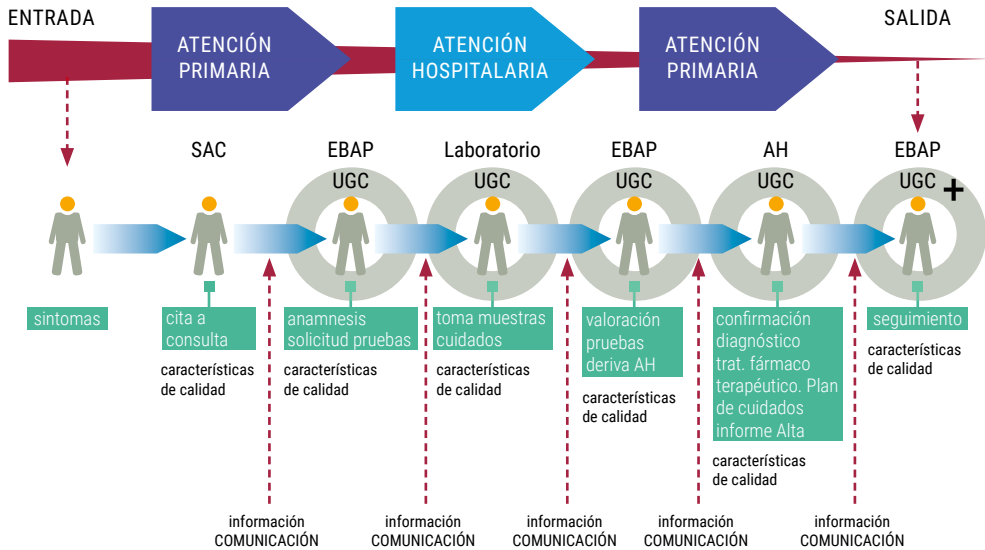 ENTRADA
SALIDA
ATENCIÓN
PRIMARIA
ATENCIÓN
HOSPITALARIA
ATENCIÓN
PRIMARIA
SAC
EBAP
Laboratorio
EBAP
AH
EBAP
UGC
UGC
UGC
UGC
UGC
+
sintomas
cita a
consulta
características
de calidad
anamnesis
solicitud pruebas
características
de calidad
toma muestras
cuidados
características
de calidad
valoración
pruebas
deriva AH
características
de calidad
confirmación
diagnóstico
trat. fármaco
terapéutico. Plan
de cuidados
informe Alta
características
de calidad
seguimiento
características
de calidad
información
COMUNICACIÓN
información
COMUNICACIÓN
información
COMUNICACIÓN
información
COMUNICACIÓN
información
COMUNICACIÓN